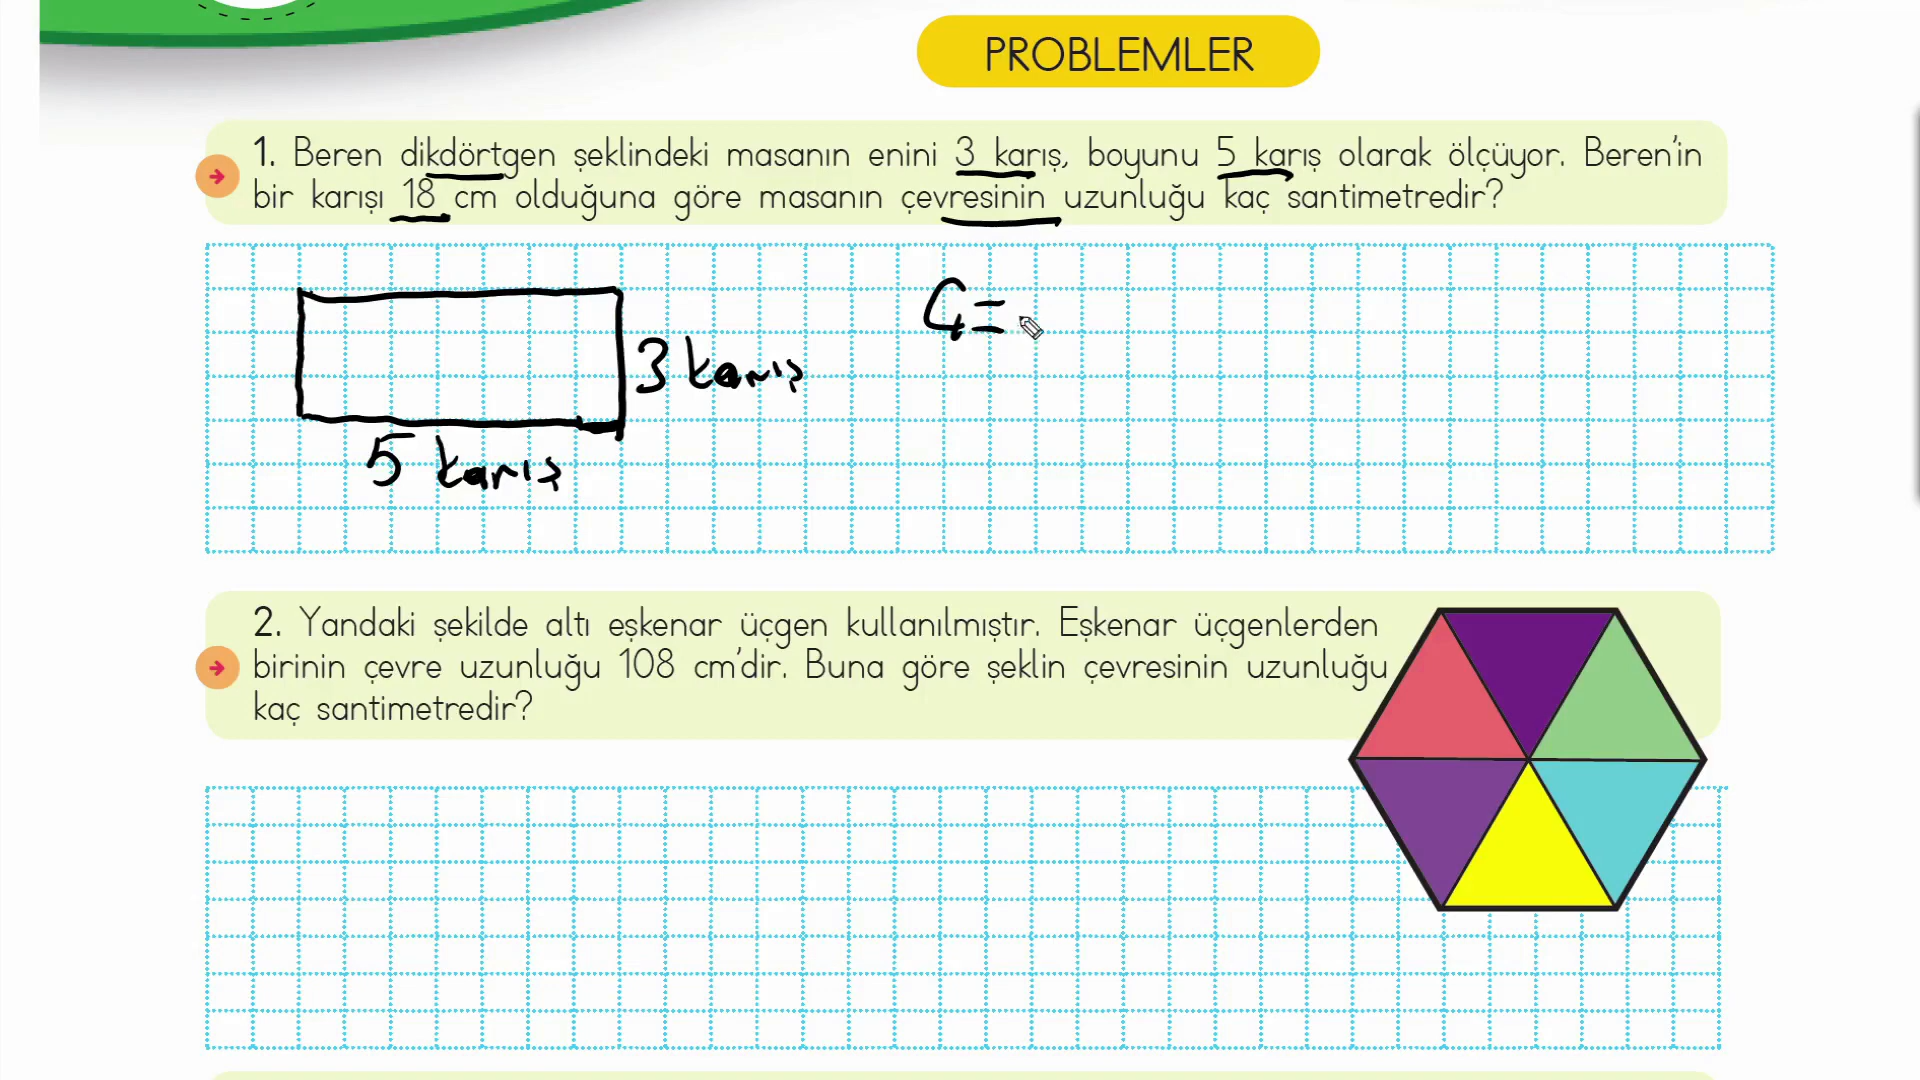 PROBLEMLER
1. Beren dikdörtgen şeklindeki masanın enini 3 karış, boyunu 5 karış olarak ölçüyor. Beren'in
bir karışı 18 cm olduğuna göre masanın çevresinin uzunluğu kaç santimetredir?
Ç=
3 karış
5 karış
2. Yandaki şekilde altı eşkenar üçgen kullanılmıştır. Eşkenar üçgenlerden
birinin çevre uzunluğu 108 cm'dir. Buna göre şeklin çevresinin uzunluğu
kaç santimetredir?